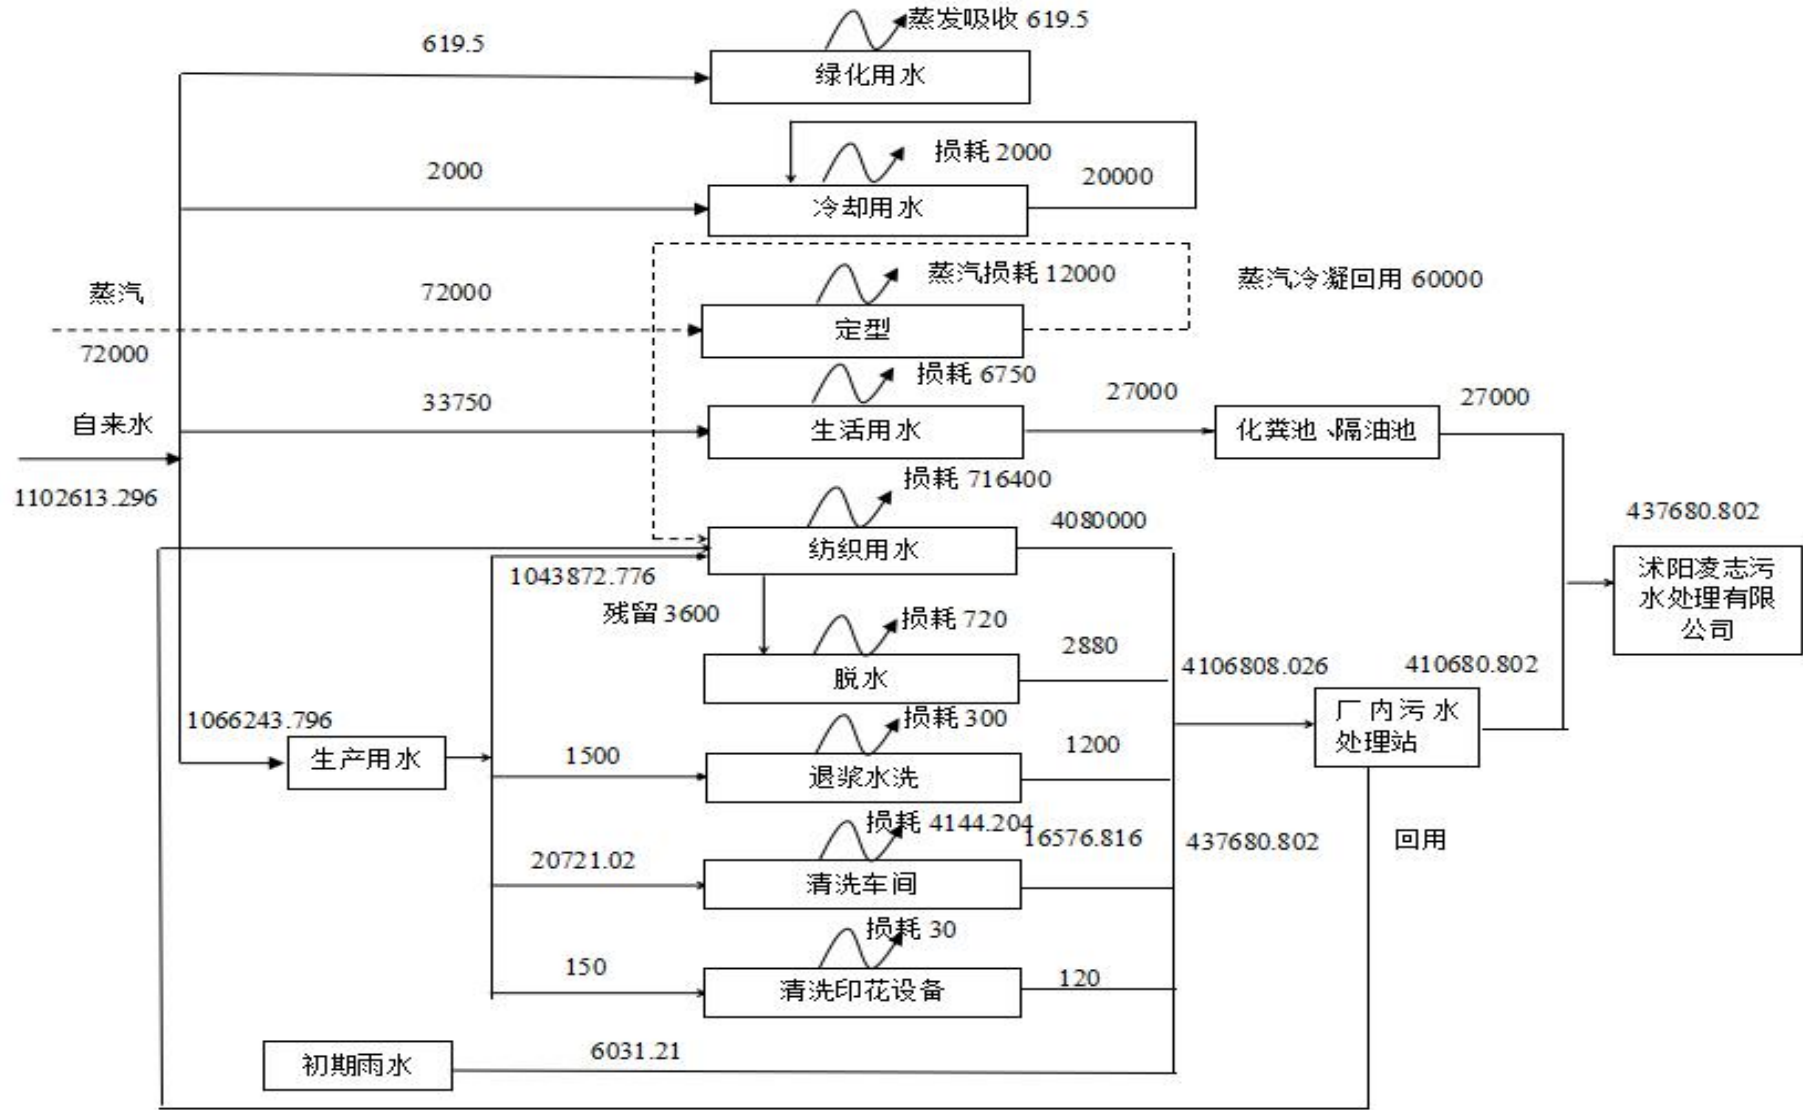 蒸发吸收 619.5
619.5
绿化用水
损耗 2000
2000
20000
冷却用水
蒸汽损耗 12000
蒸汽冷凝回用 60000
蒸汽
72000
定型
72000
损耗 6750
33750
27000
27000
自来水
生活用水
化粪池、隔油池
1102613.296
损耗 716400
4080000
437680.802
纺织用水
1043872.776
沭阳凌志污
水处理有限
公司
残留 3600
损耗 720
2880
脱水
4106808.026
410680.802
1066243.796
损耗 300
厂内污水
处理站
生产用水
1500
1200
退浆水洗
损耗 4144.204
16576.816
437680.802
回用
20721.02
清洗车间
损耗 30
150
120
清洗印花设备
初期雨水
6031.21